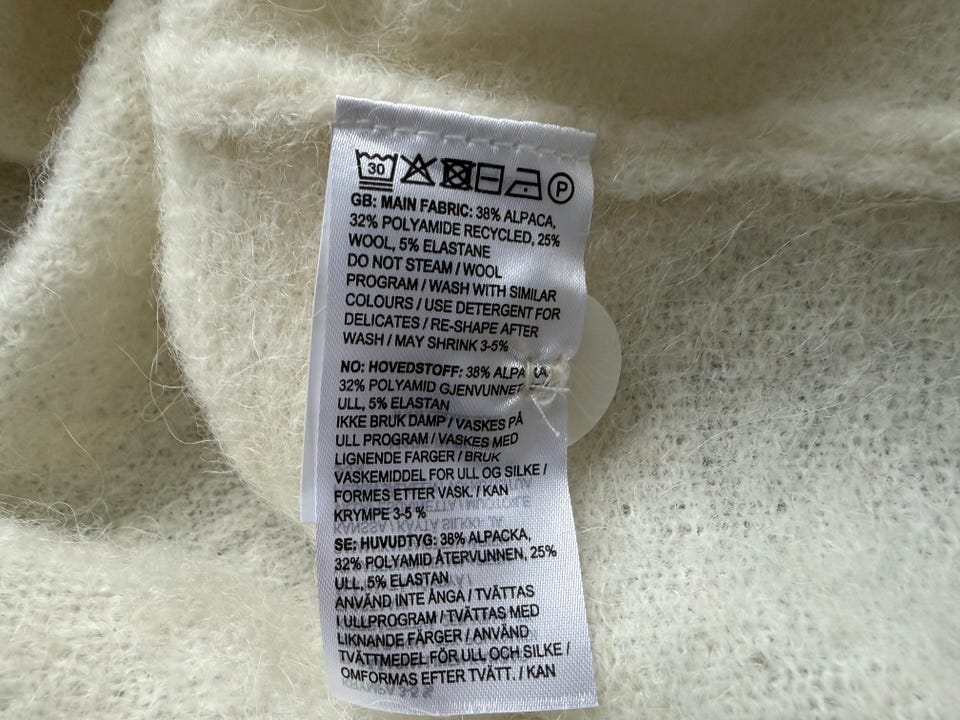 30 P
GB: MAIN FABRIC: 38% ALPACA,
32% POLYAMIDE RECYCLED, 25%
WOOL, 5% ELASTANE
DO NOT STEAM / WOOL
PROGRAM / WASH WITH SIMILAR
COLOURS / USE DETERGENT FOR
DELICATES / RE-SHAPE AFTER
WASH / MAY SHRINK 3-5%
NO: HOVEDSTOFF: 38%
32% POLYAMID
ULL, 5% ELASTAN
IKKE BRUK DAMP / VASKES PÅ
ULL PROGRAM / VASKES MED
LIGNENDE FARGER / BRUK
VASKEMIDDEL FOR ULL OG SILKE /
FORMES ETTER VASK. / KAN
KRYMPE 3-5 %
SE: HUVUDTYG: 38% ALPACKA,
32% POLYAMID ÅTERVUNNEN, 25%
ULL, 5% ELASTAN
ANVÄND INTE ÅNGA / TVÄTTAS
I ULLPROGRAM / TVÄTTAS MED
LIKNANDE FÄRGER / ANVÄND
TVÄTTMEDEL FÖR ULL OCH SILKE /
OMFORMAS EFTER TVÄTT. / KAN